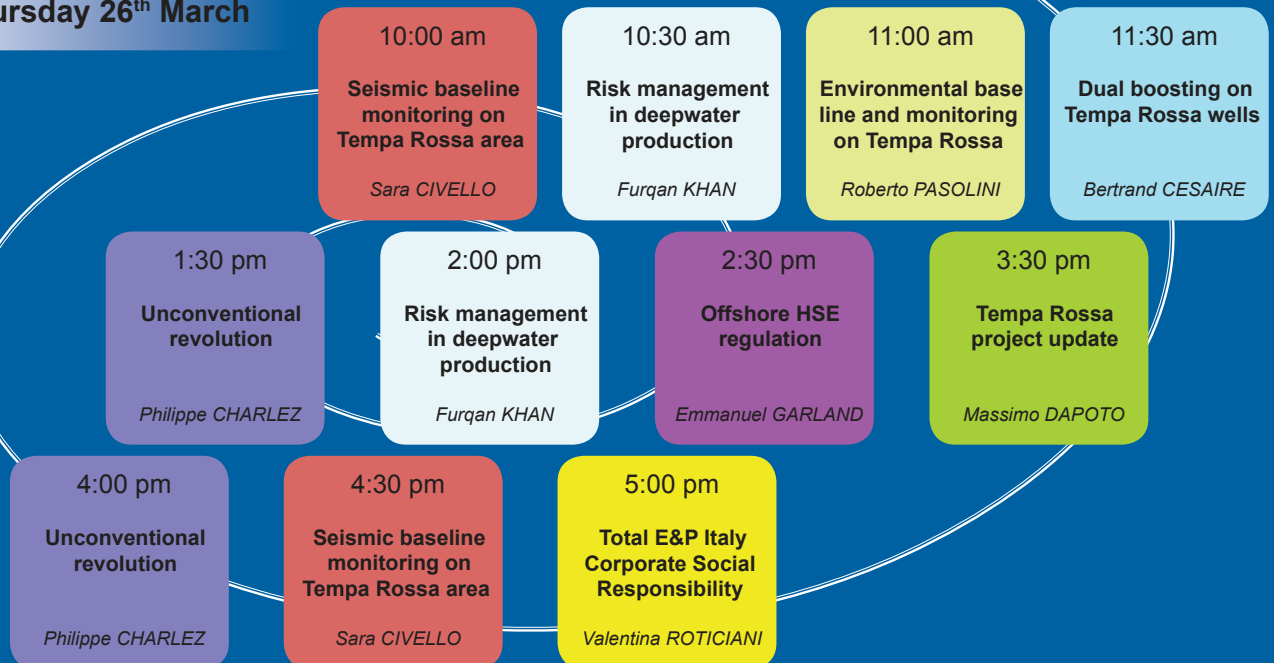 ursday 26th March
10:00 am
Seismic baseline
monitoring on
Tempa Rossa area
Sara CIVELLO
10:30 am
Risk management
in deepwater
production
Furqan KHAN
11:00 am
Environmental base
line and monitoring
on Tempa Rossa
Roberto PASOLINI
11:30 am
Dual boosting on
Tempa Rossa wells
Bertrand CESAIRE
1:30 pm
Unconventional
revolution
Philippe CHARLEZ
2:00 pm
Risk management
in deepwater
production
Furqan KHAN
2:30 pm
Offshore HSE
regulation
Emmanuel GARLAND
3:30 pm
Tempa Rossa
project update
Massimo DAPOTO
4:00 pm
Unconventional
revolution
Philippe CHARLEZ
4:30 pm
Seismic baseline
monitoring on
Tempa Rossa area
Sara CIVELLO
5:00 pm
Total E&P Italy
Corporate Social
Responsibility
Valentina ROTICIANI